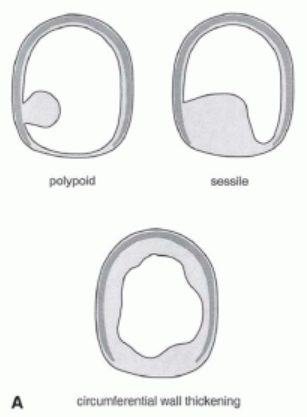 polypoid
sessile
A
circumferential wall thickening